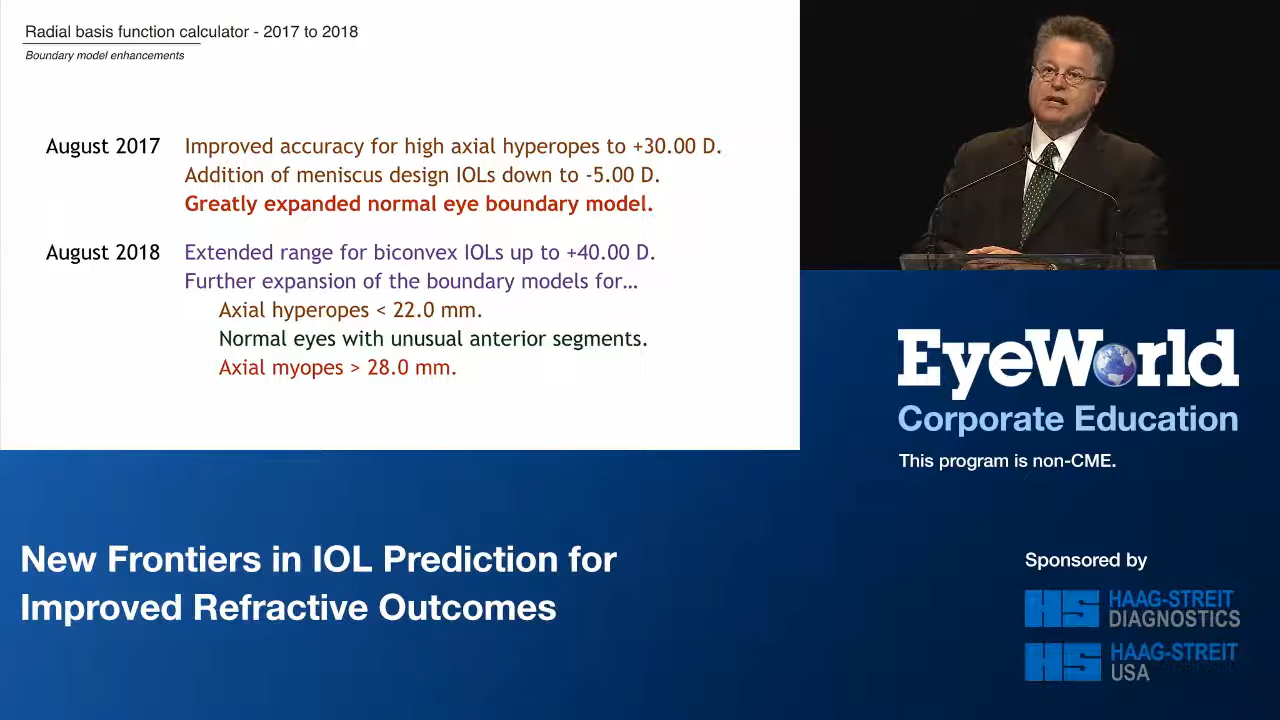 Radial basis function calculator - 2017 to 2018
Boundary model enhancements
August 2017 Improved accuracy for high axial hyperopes to +30.00 D.
Addition of meniscus design IOLs down to -5.00 D.
Greatly expanded normal eye boundary model.
August 2018 Extended range for biconvex IOLs up to +40.00 D.
Further expansion of the boundary models for…
Axial hyperopes < 22.0 mm.
Normal eyes with unusual anterior segments.
Axial myopes > 28.0 mm.
EyeWorld
Corporate Education
This program is non-CME.
New Frontiers in IOL Prediction for
Improved Refractive Outcomes
Sponsored by
HS HAAG-STREIT
DIAGNOSTICS
HS HAAG-STREIT
USA